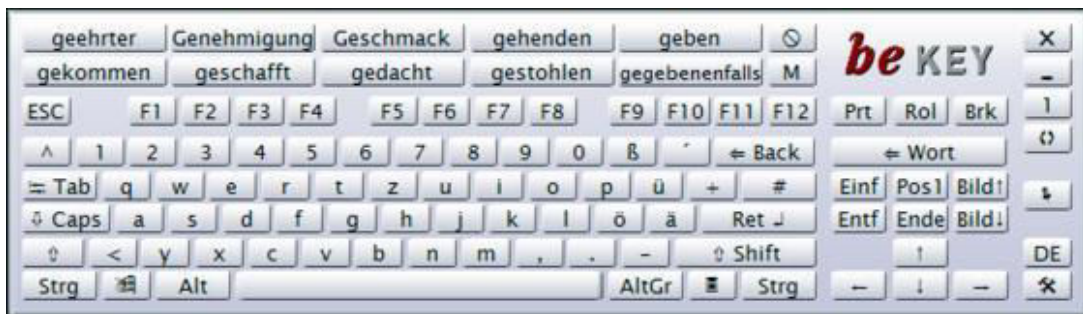 geehrter Genehmigung Geschmack gehenden geben
be KEY X
gekommen geschafft gedacht gestohlen gegebenenfalls M _
ESC F1 F2 F3 F4 F5 F6 F7 F8 F9 F10 F11 F12 Prt Rol Brk 1
^ 1 2 3 4 5 6 7 8 9 0 ß ´ ⇐ Back ⇐ Wort
Tab q w e r t z u i o p ü + # Einf Pos1 Bild↑
⇩ Caps a s d f g h j k l ö ä Ret ↲ Entf Ende Bild↓
⇧ < y x c v b n m , . - ⇧ Shift ↑ DE
Strg Alt AltGr Strg ← ↓ →